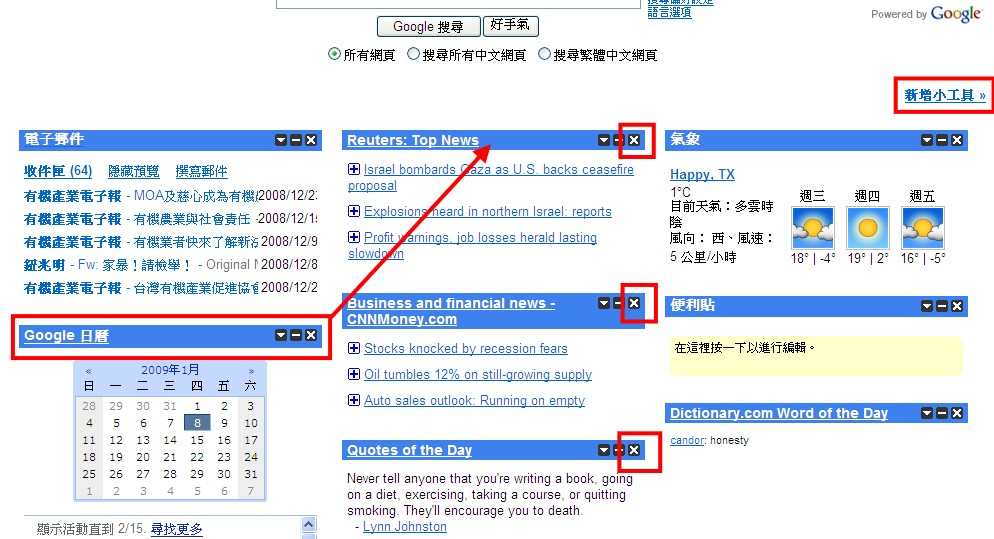 搜尋偏好設定
語言選項
Powered by Google™
Google 搜尋
好手氣
所有網頁
搜尋所有中文網頁
搜尋繁體中文網頁
新增小工具 »
電子郵件
收件匣 (64) 隱藏預覽 撰寫郵件
有機產業電子報 - MOA及慈心成為有機 2008/12/2
有機產業電子報 - 有機農業與社會責任 - 2008/12/1
有機產業電子報 - 有機業者快來了解新 2008/12/9
鈕兆明 - Fw: 家暴！請檢舉！ - Original 2008/12/8
有機產業電子報 - 台灣有機產業促進協會 2008/12/2
Google 日曆
« 2009年1月 »
日 一 二 三 四 五 六
28 29 30 31 1 2 3
4 5 6 7 8 9 10
11 12 13 14 15 16 17
18 19 20 21 22 23 24
25 26 27 28 29 30 31
1 2 3 4 5 6 7
顯示活動直到 2/15. 尋找更多
Reuters: Top News
Israel bombards Gaza as U.S. backs ceasefire
proposal
Explosions heard in northern Israel: reports
Profit warnings, job losses herald lasting
slowdown
Business and financial news -
CNNMoney.com
Stocks knocked by recession fears
Oil tumbles 12% on still-growing supply
Auto sales outlook: Running on empty
Quotes of the Day
Never tell anyone that you're writing a book, going
on a diet, exercising, taking a course, or quitting
smoking. They'll encourage you to death.
- Lynn Johnston
氣象
Happy, TX
1°C
目前天氣：多雲時
陰
風向： 西、風速：
5 公里/小時
週三 週四 週五
18° | -4° 19° | 2° 16° | -5°
便利貼
在這裡按一下以進行編輯。
Dictionary.com Word of the Day
candor: honesty